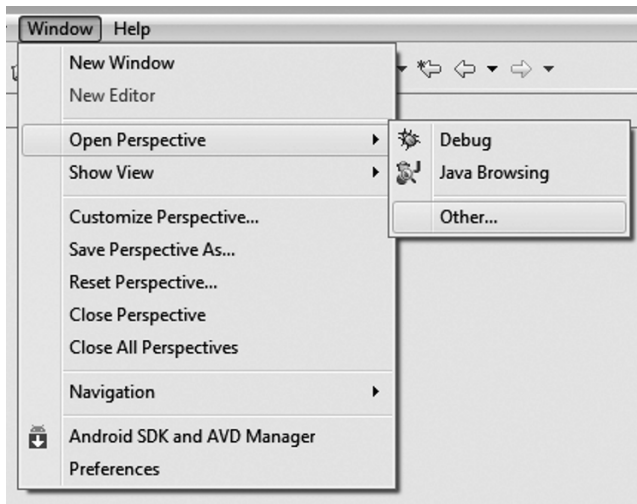 Window Help
New Window
New Editor
Open Perspective
Debug
Show View
Java Browsing
Other...
Customize Perspective...
Save Perspective As...
Reset Perspective...
Close Perspective
Close All Perspectives
Navigation
Android SDK and AVD Manager
Preferences